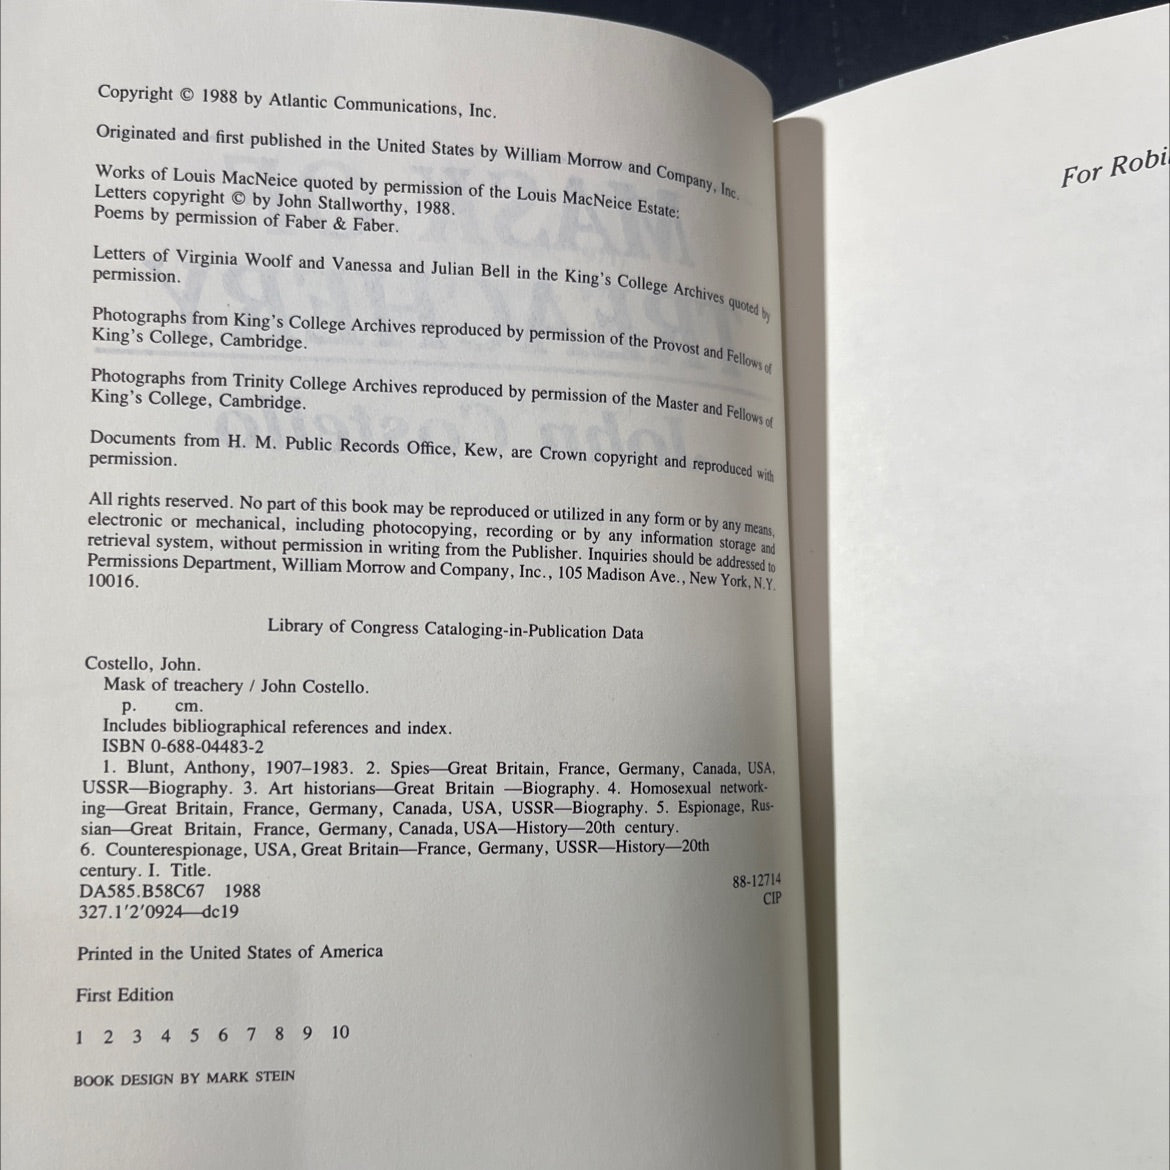 Copyright © 1988 by Atlantic Communications, Inc.
Originated and first published in the United States by William Morrow and Company, Inc.
Works of Louis MacNeice quoted by permission of the Louis MacNeice Estate:
Letters copyright © by John Stallworthy, 1988.
Poems by permission of Faber & Faber.
Letters of Virginia Woolf and Vanessa and Julian Bell in the King's College Archives quoted by
permission.
Photographs from King's College Archives reproduced by permission of the Provost and Fellows of
King's College, Cambridge.
Photographs from Trinity College Archives reproduced by permission of the Master and Fellows of
King's College, Cambridge.
Documents from H. M. Public Records Office, Kew, are Crown copyright and reproduced with
permission.
All rights reserved. No part of this book may be reproduced or utilized in any form or by any means,
electronic or mechanical, including photocopying, recording or by any information storage and
retrieval system, without permission in writing from the Publisher. Inquiries should be addressed to
Permissions Department, William Morrow and Company, Inc., 105 Madison Ave., New York, N.Y.
10016.
Library of Congress Cataloging-in-Publication Data
Costello, John.
Mask of treachery / John Costello.
p. cm.
Includes bibliographical references and index.
ISBN 0-688-04483-2
1. Blunt, Anthony, 1907–1983. 2. Spies—Great Britain, France, Germany, Canada, USA,
USSR—Biography. 3. Art historians—Great Britain —Biography. 4. Homosexual network-
ing—Great Britain, France, Germany, Canada, USA, USSR—Biography. 5. Espionage, Rus-
sian—Great Britain, France, Germany, Canada, USA—History—20th century.
6. Counterespionage, USA, Great Britain—France, Germany, USSR—History—20th
century. I. Title.
DA585.B58C67 1988
327.1'2'0924—dc19
88-12714
CIP
Printed in the United States of America
First Edition
1 2 3 4 5 6 7 8 9 10
BOOK DESIGN BY MARK STEIN
For Robi